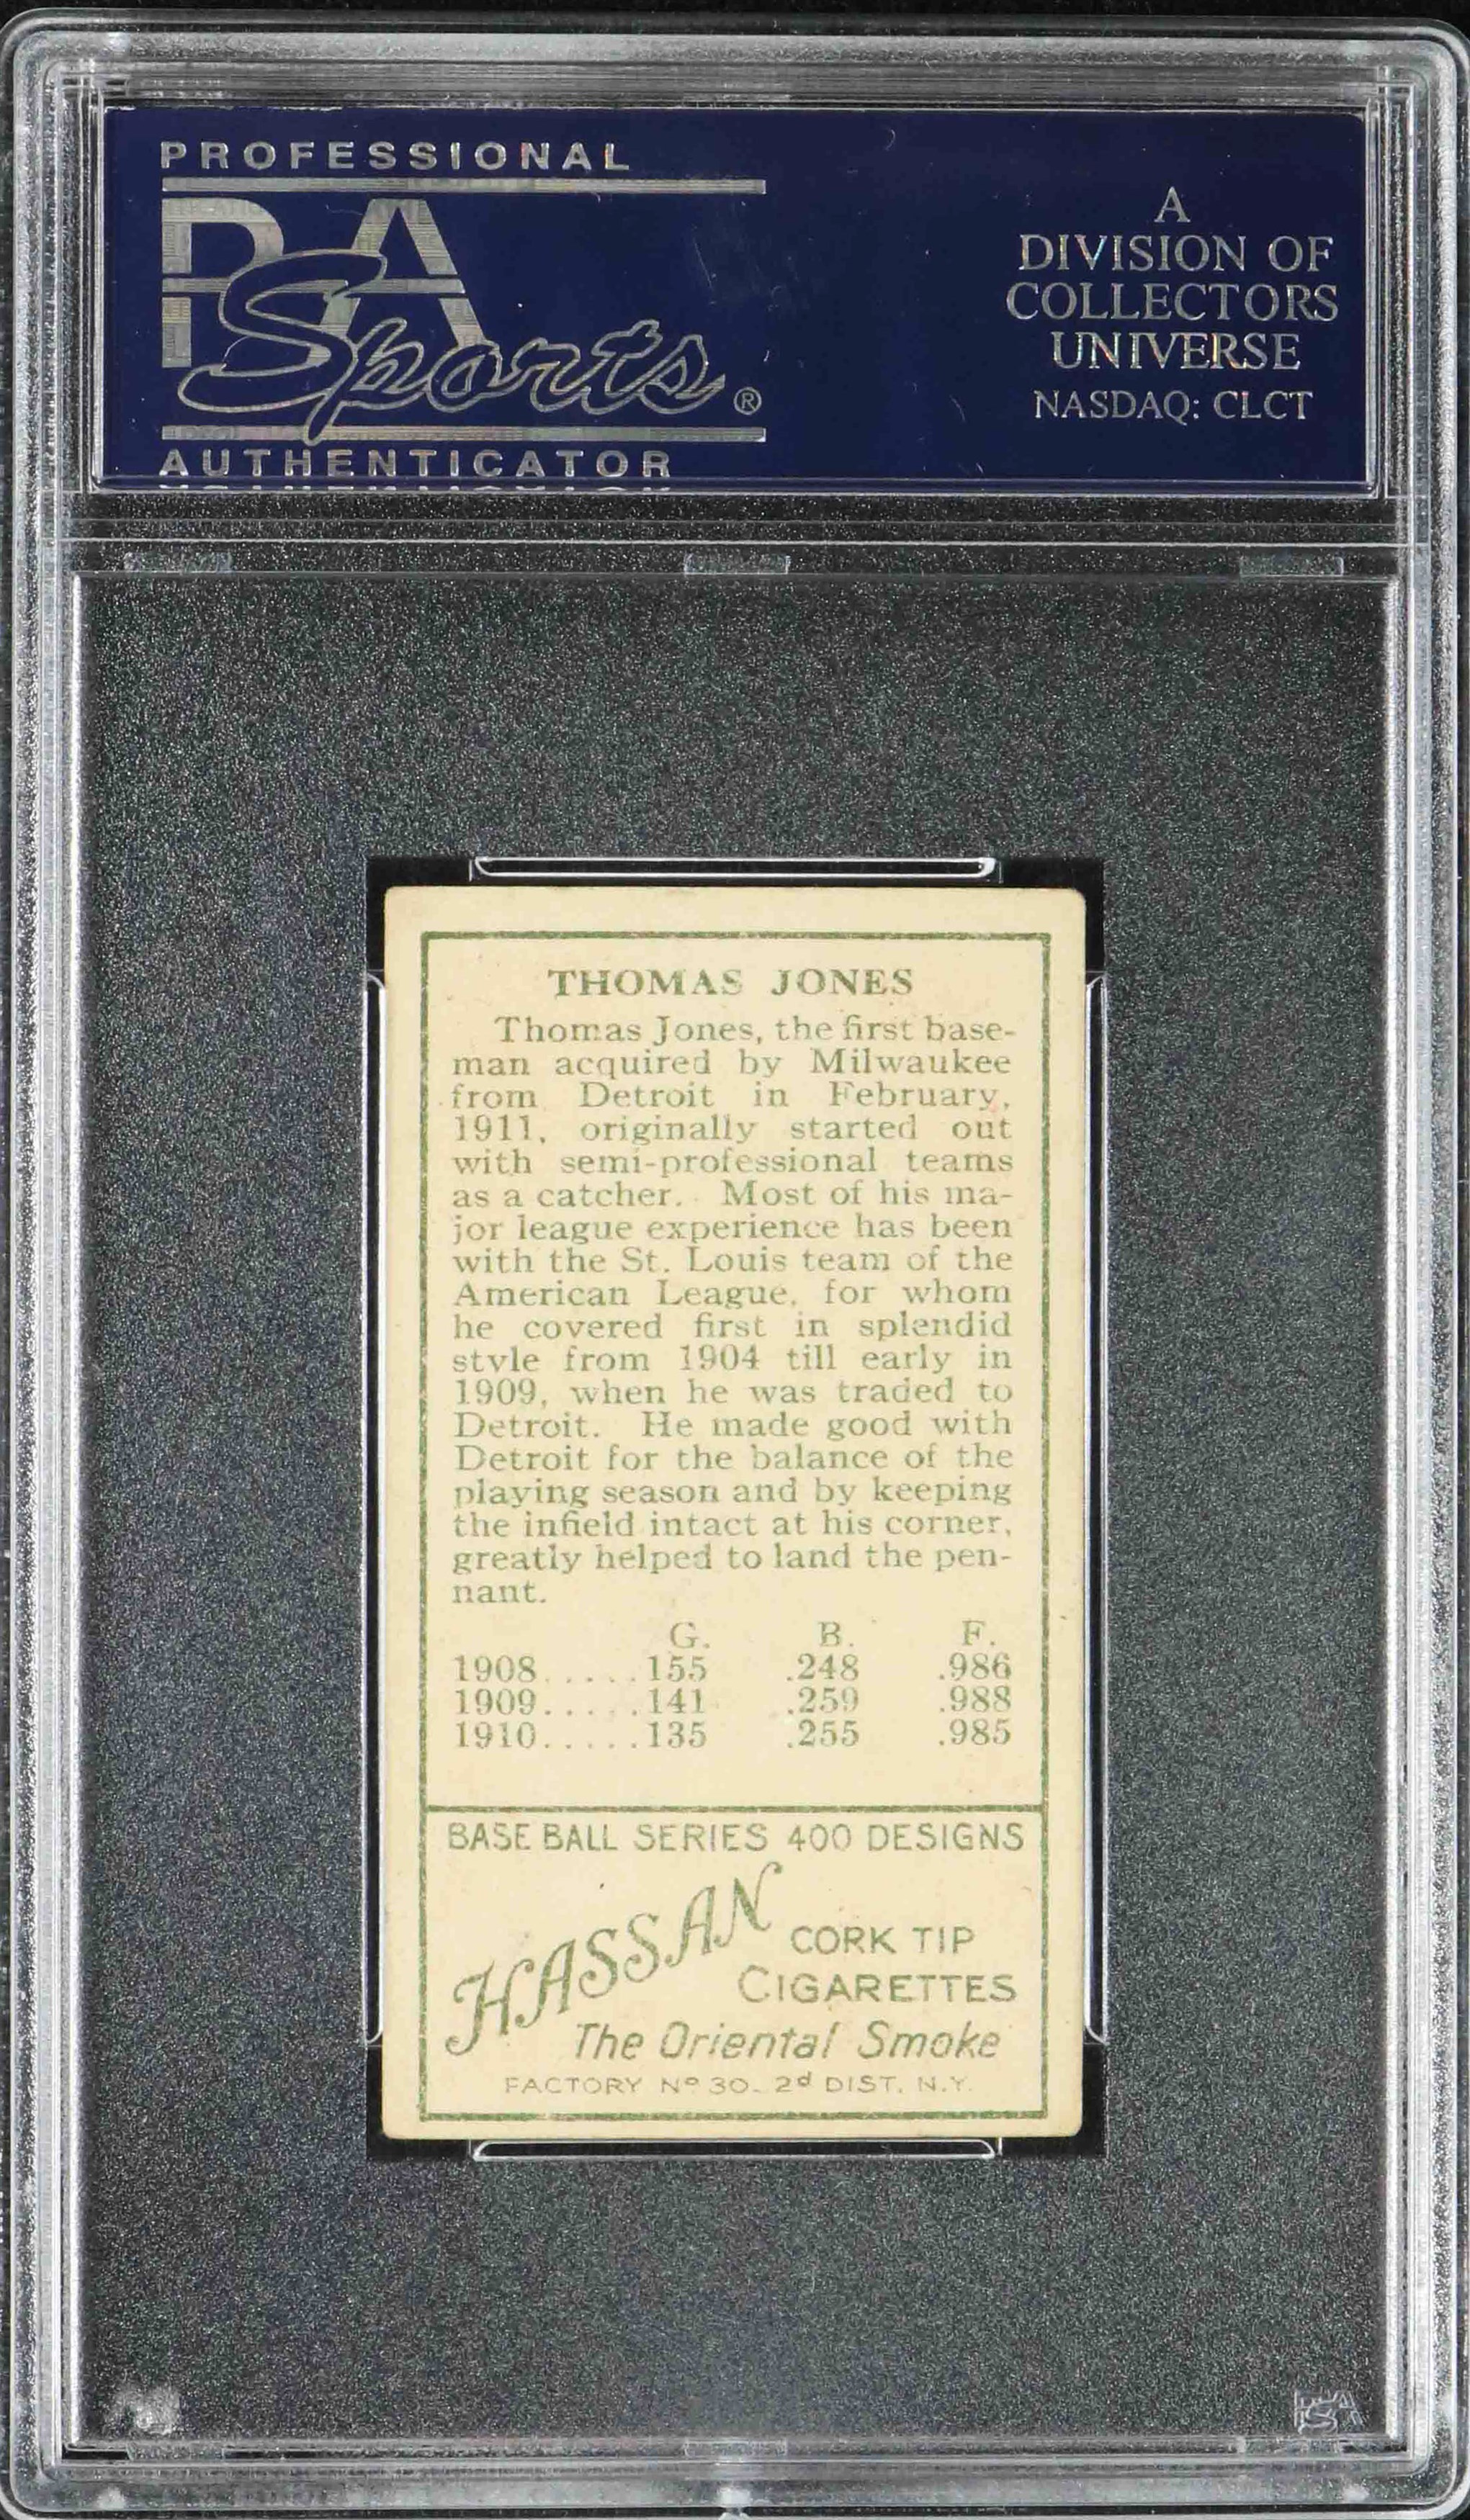 PROFESSIONAL
PSA
Sports®
AUTHENTICATOR
A
DIVISION OF
COLLECTORS
UNIVERSE
NASDAQ: CLCT
THOMAS JONES
Thomas Jones, the first base-
man acquired by Milwaukee
from Detroit in February,
1911, originally started out
with semi-professional teams
as a catcher. Most of his ma-
jor league experience has been
with the St. Louis team of the
American League, for whom
he covered first in splendid
style from 1904 till early in
1909, when he was traded to
Detroit. He made good with
Detroit for the balance of the
playing season and by keeping
the infield intact at his corner,
greatly helped to land the pen-
nant.
G. B. F.
1908.....155 .248 .986
1909.....141 .259 .988
1910.....135 .255 .985
BASE BALL SERIES 400 DESIGNS
HASSAN
CORK TIP
CIGARETTES
The Oriental Smoke
FACTORY Nº 30. 2d DIST. N.Y.
PSA